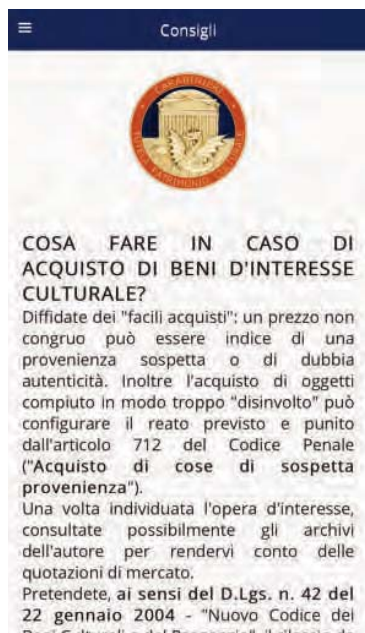 Consigli
CARABINIERI
TUTELA PATRIMONIO CULTURALE
COSA FARE IN CASO DI
ACQUISTO DI BENI D'INTERESSE
CULTURALE?
Diffidate dei "facili acquisti": un prezzo non
congruo può essere indice di una
provenienza sospetta o di dubbia
autenticità. Inoltre l'acquisto di oggetti
compiuto in modo troppo "disinvolto" può
configurare il reato previsto e punito
dall'articolo 712 del Codice Penale
("Acquisto di cose di sospetta
provenienza").
Una volta individuata l'opera d'interesse,
consultate possibilmente gli archivi
dell'autore per rendervi conto delle
quotazioni di mercato.
Pretendete, ai sensi del D.Lgs. n. 42 del
22 gennaio 2004 - "Nuovo Codice dei